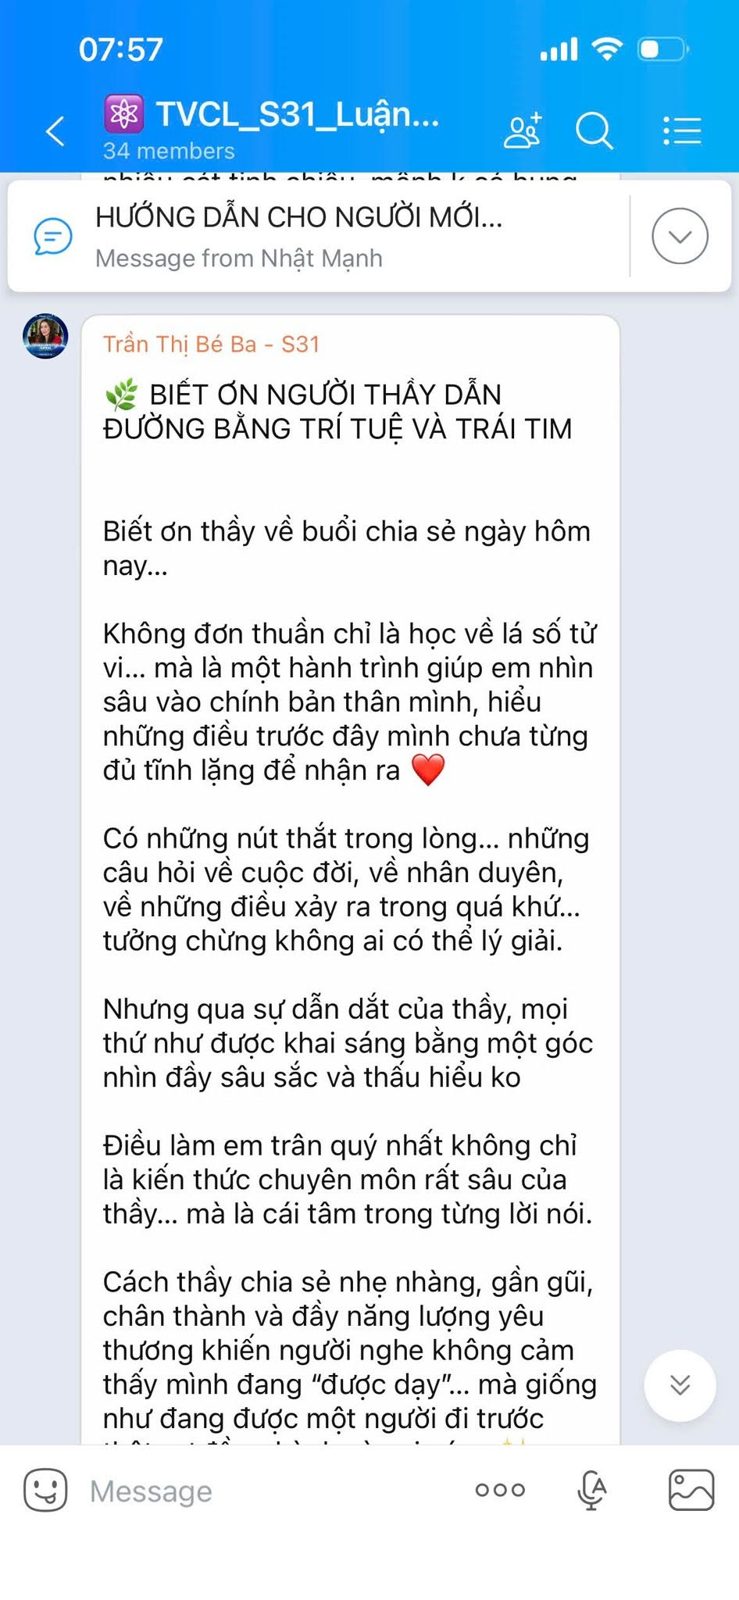 07:57
TVCL_S31_Luận...
34 members
HƯỚNG DẪN CHO NGƯỜI MỚI...
Message from Nhật Mạnh
Trần Thị Bé Ba - S31
🌿 BIẾT ƠN NGƯỜI THẦY DẪN
ĐƯỜNG BẰNG TRÍ TUỆ VÀ TRÁI TIM
Biết ơn thầy về buổi chia sẻ ngày hôm
nay...
Không đơn thuần chỉ là học về lá số tử
vi... mà là một hành trình giúp em nhìn
sâu vào chính bản thân mình, hiểu
những điều trước đây mình chưa từng
đủ tĩnh lặng để nhận ra ❤️
Có những nút thắt trong lòng... những
câu hỏi về cuộc đời, về nhân duyên,
về những điều xảy ra trong quá khứ...
tưởng chừng không ai có thể lý giải.
Nhưng qua sự dẫn dắt của thầy, mọi
thứ như được khai sáng bằng một góc
nhìn đầy sâu sắc và thấu hiểu ko
Điều làm em trân quý nhất không chỉ
là kiến thức chuyên môn rất sâu của
thầy... mà là cái tâm trong từng lời nói.
Cách thầy chia sẻ nhẹ nhàng, gần gũi,
chân thành và đầy năng lượng yêu
thương khiến người nghe không cảm
thấy mình đang “được dạy”... mà giống
như đang được một người đi trước
Message